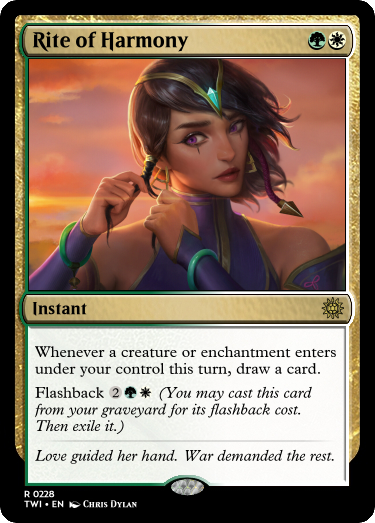 Rite of Harmony
Instant
Whenever a creature or enchantment enters
under your control this turn, draw a card.
Flashback 2 (You may cast this card
from your graveyard for its flashback cost.
Then exile it.)
Love guided her hand. War demanded the rest.
R 0228
TWI • EN Chris Dylan